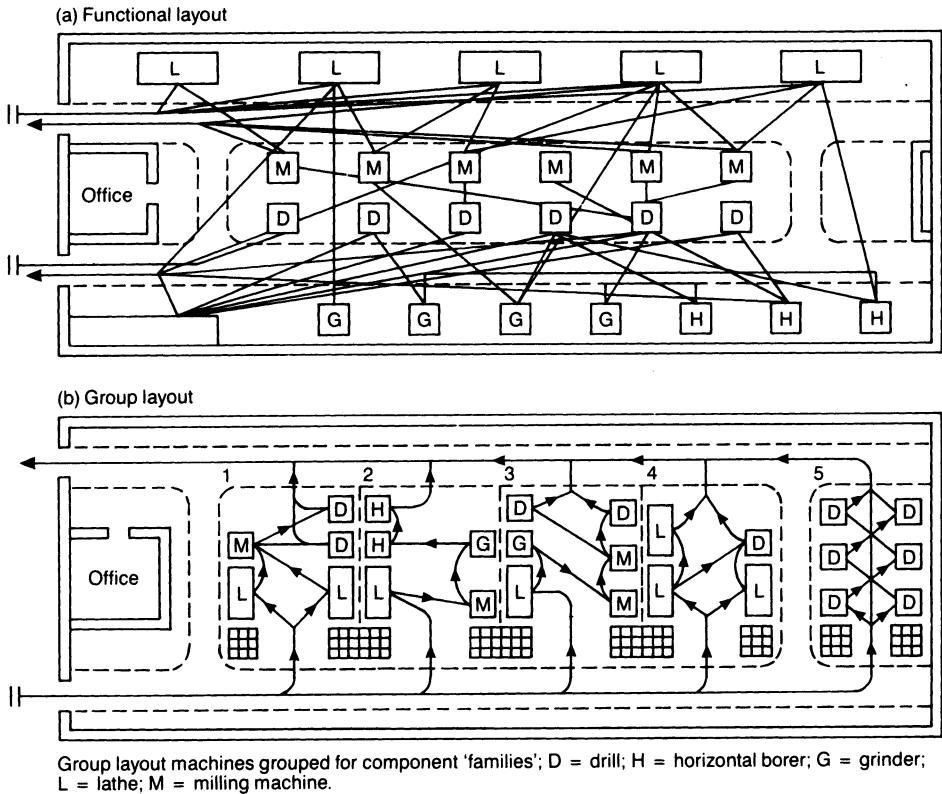 (a) Functional layout
L L L L L
M M M M M M
Office
D D D D D D
G G G G H H H
(b) Group layout
1 2 3 4 5
D H D D D D
L
M D H G G D
Office
M D D
L L L M L M L L D D
Group layout machines grouped for component ‘families’; D = drill; H = horizontal borer; G = grinder;
L = lathe; M = milling machine.